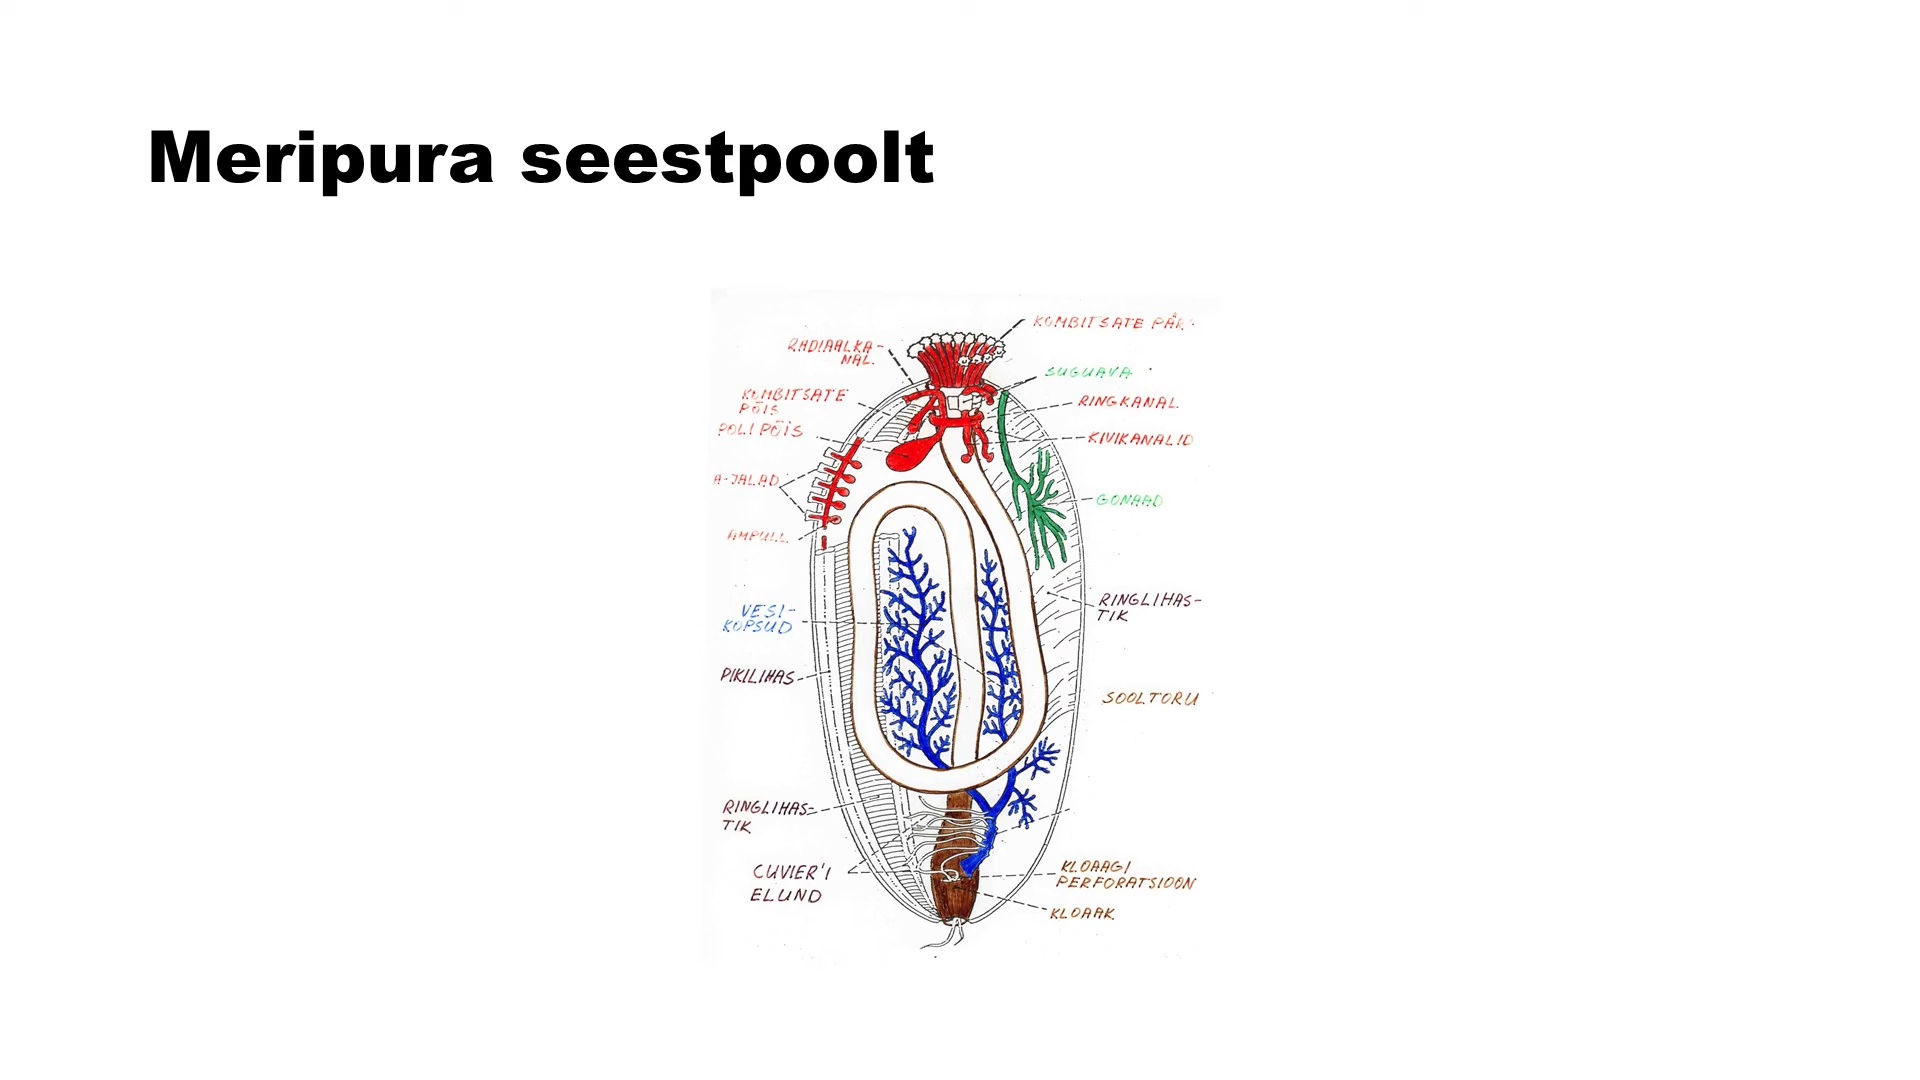 Meripura seestpoolt
KOMBITSATE PÄR-
RADIAALKA-
NAL.
SUGUAVA
KOMBITSATE
PÕIS
RINGKANAL.
POLI PÕIS
KIVIKANALID
A-JALAD
GONAAD
AMPULL.
VESI-
KOPSUD
RINGLIHAS-
TIK
PIKILIHAS
SOOLTORU
RINGLIHAS-
TIK
CUVIER'I
ELUND
KLOAAGI
PERFORATSIOON
KLOAAK.